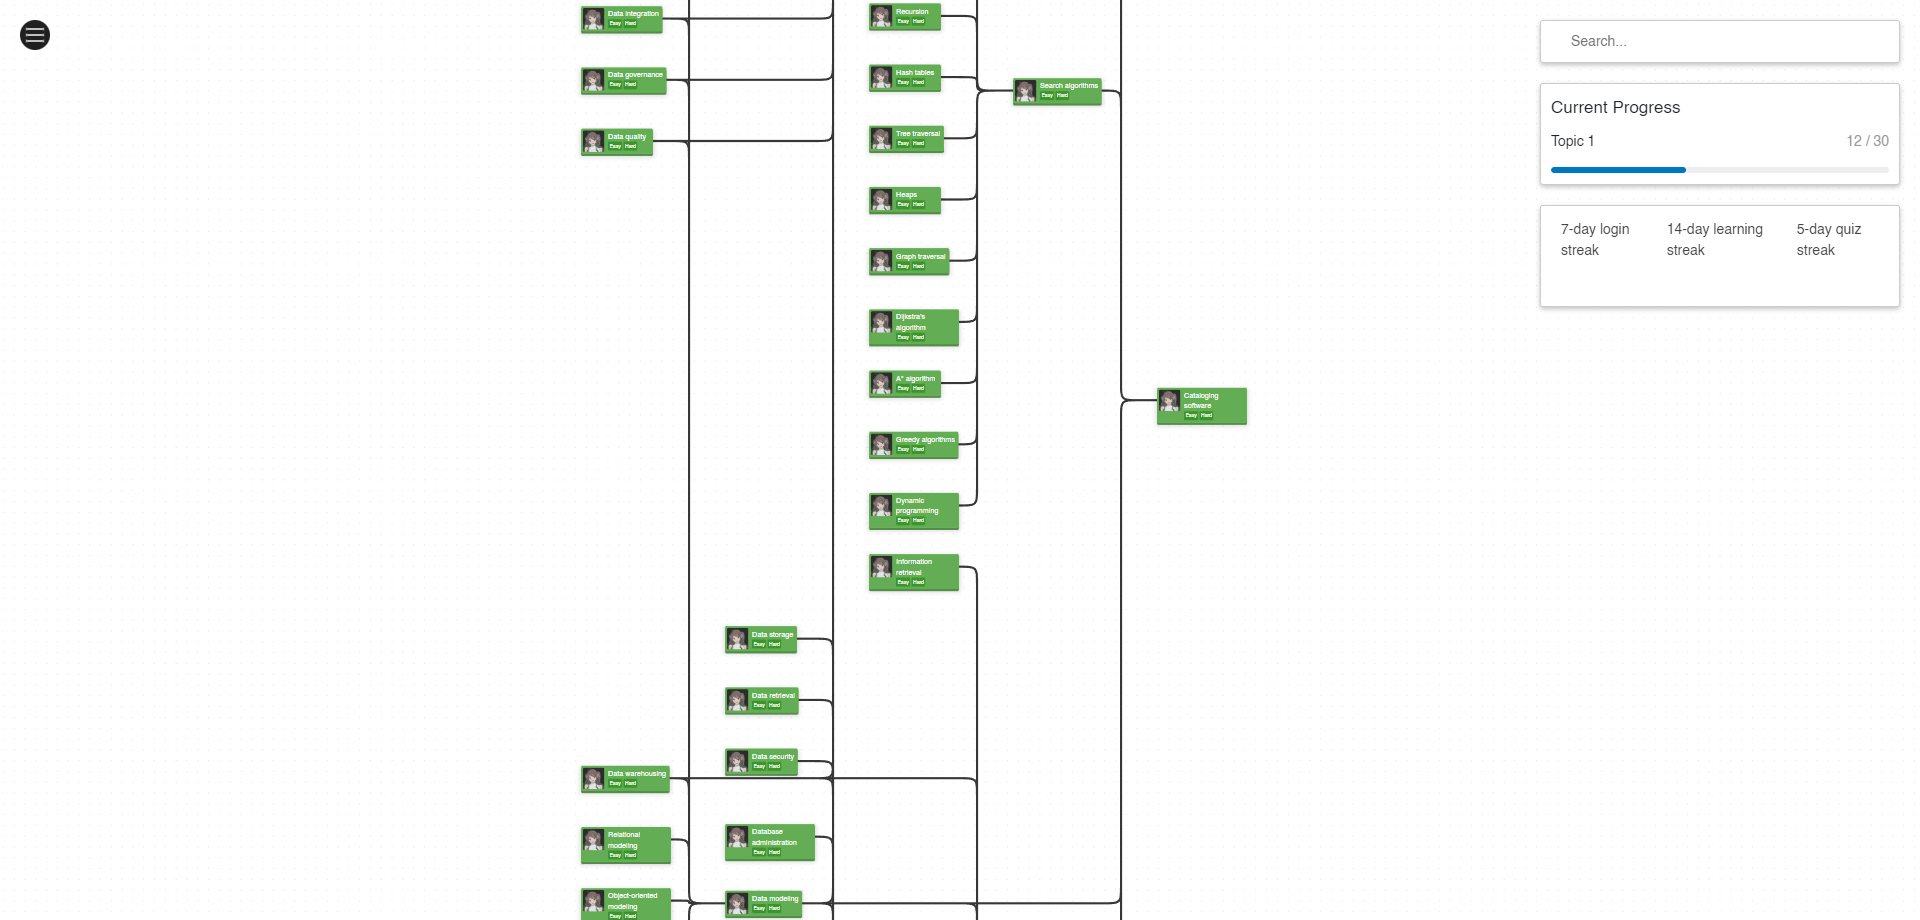 Data integration
Easy Hard
Data governance
Easy Hard
Data quality
Easy Hard
Recursion
Easy Hard
Hash tables
Easy Hard
Tree traversal
Easy Hard
Heaps
Easy Hard
Graph traversal
Easy Hard
Dijkstra's
algorithm
Easy Hard
A* algorithm
Easy Hard
Greedy algorithms
Easy Hard
Dynamic
programming
Easy Hard
Information
retrieval
Easy Hard
Search algorithms
Easy Hard
Cataloging
software
Easy Hard
Data storage
Easy Hard
Data retrieval
Easy Hard
Data security
Easy Hard
Data warehousing
Easy Hard
Relational
modeling
Easy Hard
Database
administration
Easy Hard
Object-oriented
modeling
Easy Hard
Data modeling
Easy Hard
Search...
Current Progress
Topic 1 12 / 30
7-day login
streak
14-day learning
streak
5-day quiz
streak